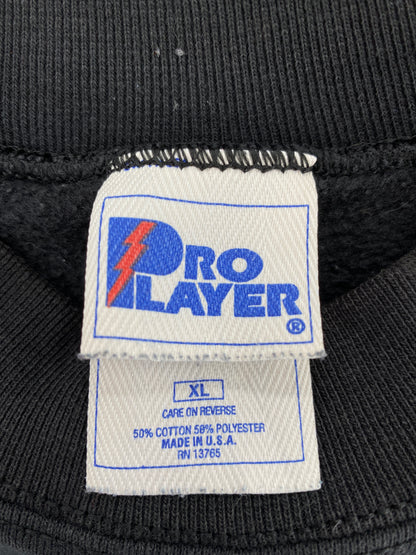 PRO
PLAYER®
XL
CARE ON REVERSE
50% COTTON 50% POLYESTER
MADE IN U.S.A.
RN 13765